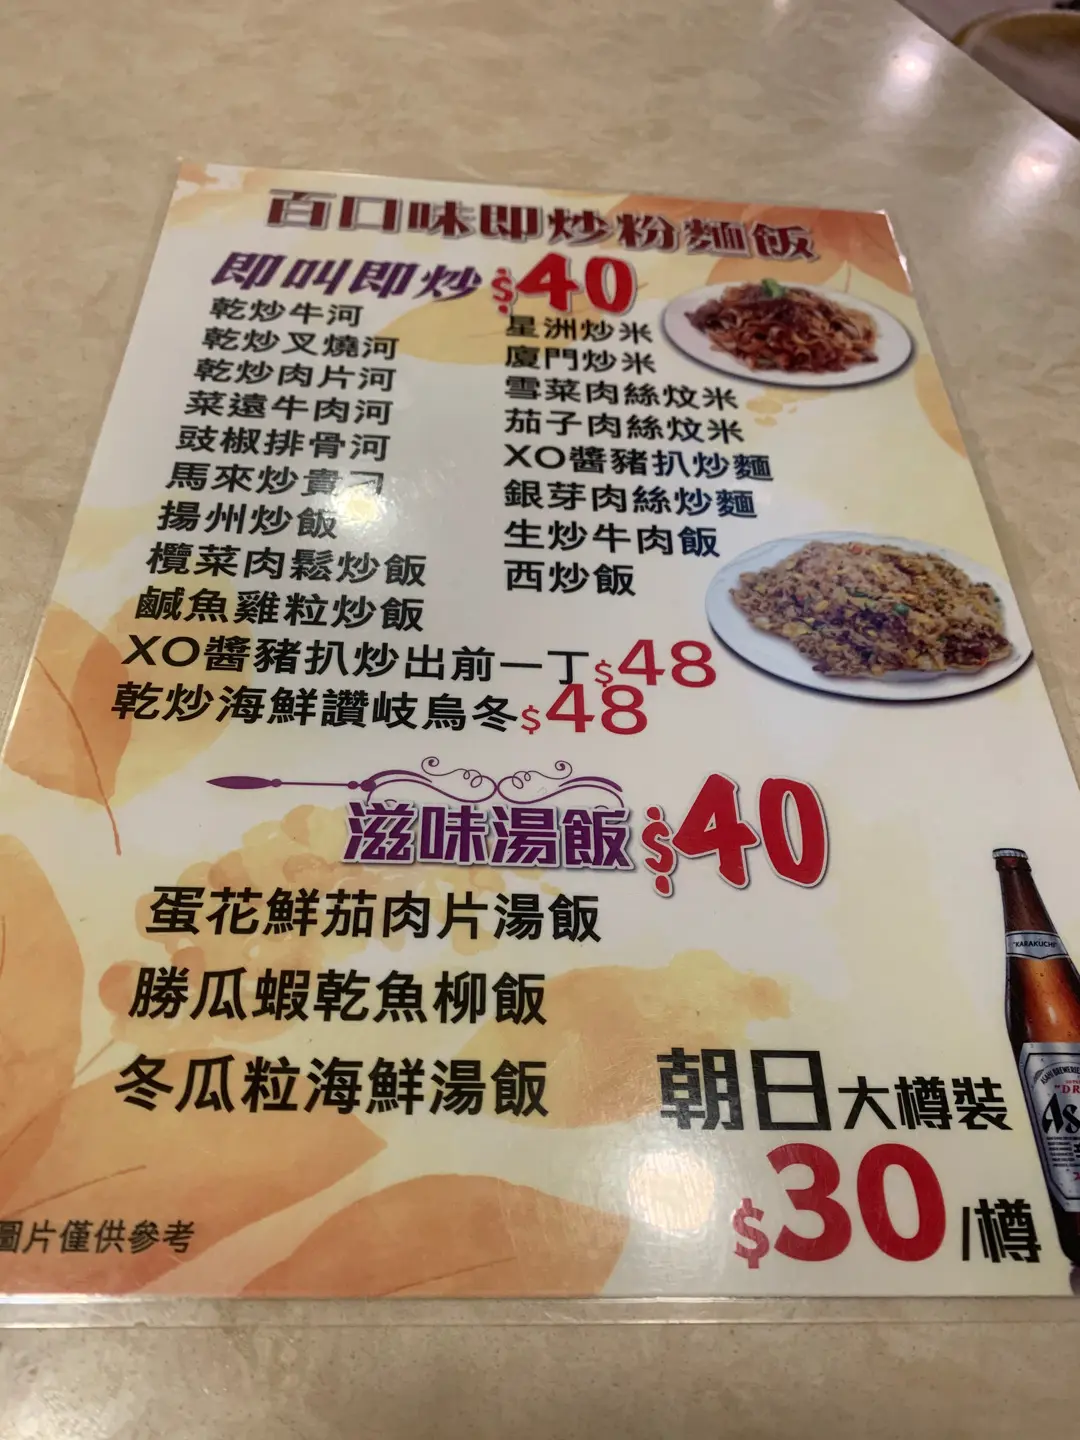 百口味即炒粉麵飯
即叫即炒 $40
乾炒牛河
乾炒叉燒河
乾炒肉片河
菜遠牛肉河
豉椒排骨河
馬來炒貴刁
揚州炒飯
欖菜肉鬆炒飯
鹹魚雞粒炒飯
星洲炒米
廈門炒米
雪菜肉絲炆米
茄子肉絲炆米
XO醬豬扒炒麵
銀芽肉絲炒麵
生炒牛肉飯
西炒飯
XO醬豬扒炒出前一丁$48
乾炒海鮮讚岐烏冬$48
滋味湯飯 $40
蛋花鮮茄肉片湯飯
勝瓜蝦乾魚柳飯
冬瓜粒海鮮湯飯
朝日大樽裝
$30/樽
圖片僅供參考
"KARAKUCHI"